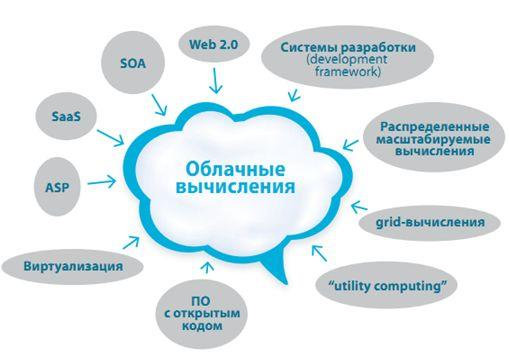 Web 2.0
Системы разработки
(development
framework)
SOA
SaaS
Распределенные
масштабируемые
вычисления
Облачные
вычисления
ASP
grid-вычисления
Виртуализация
“utility computing”
ПО
с открытым
кодом